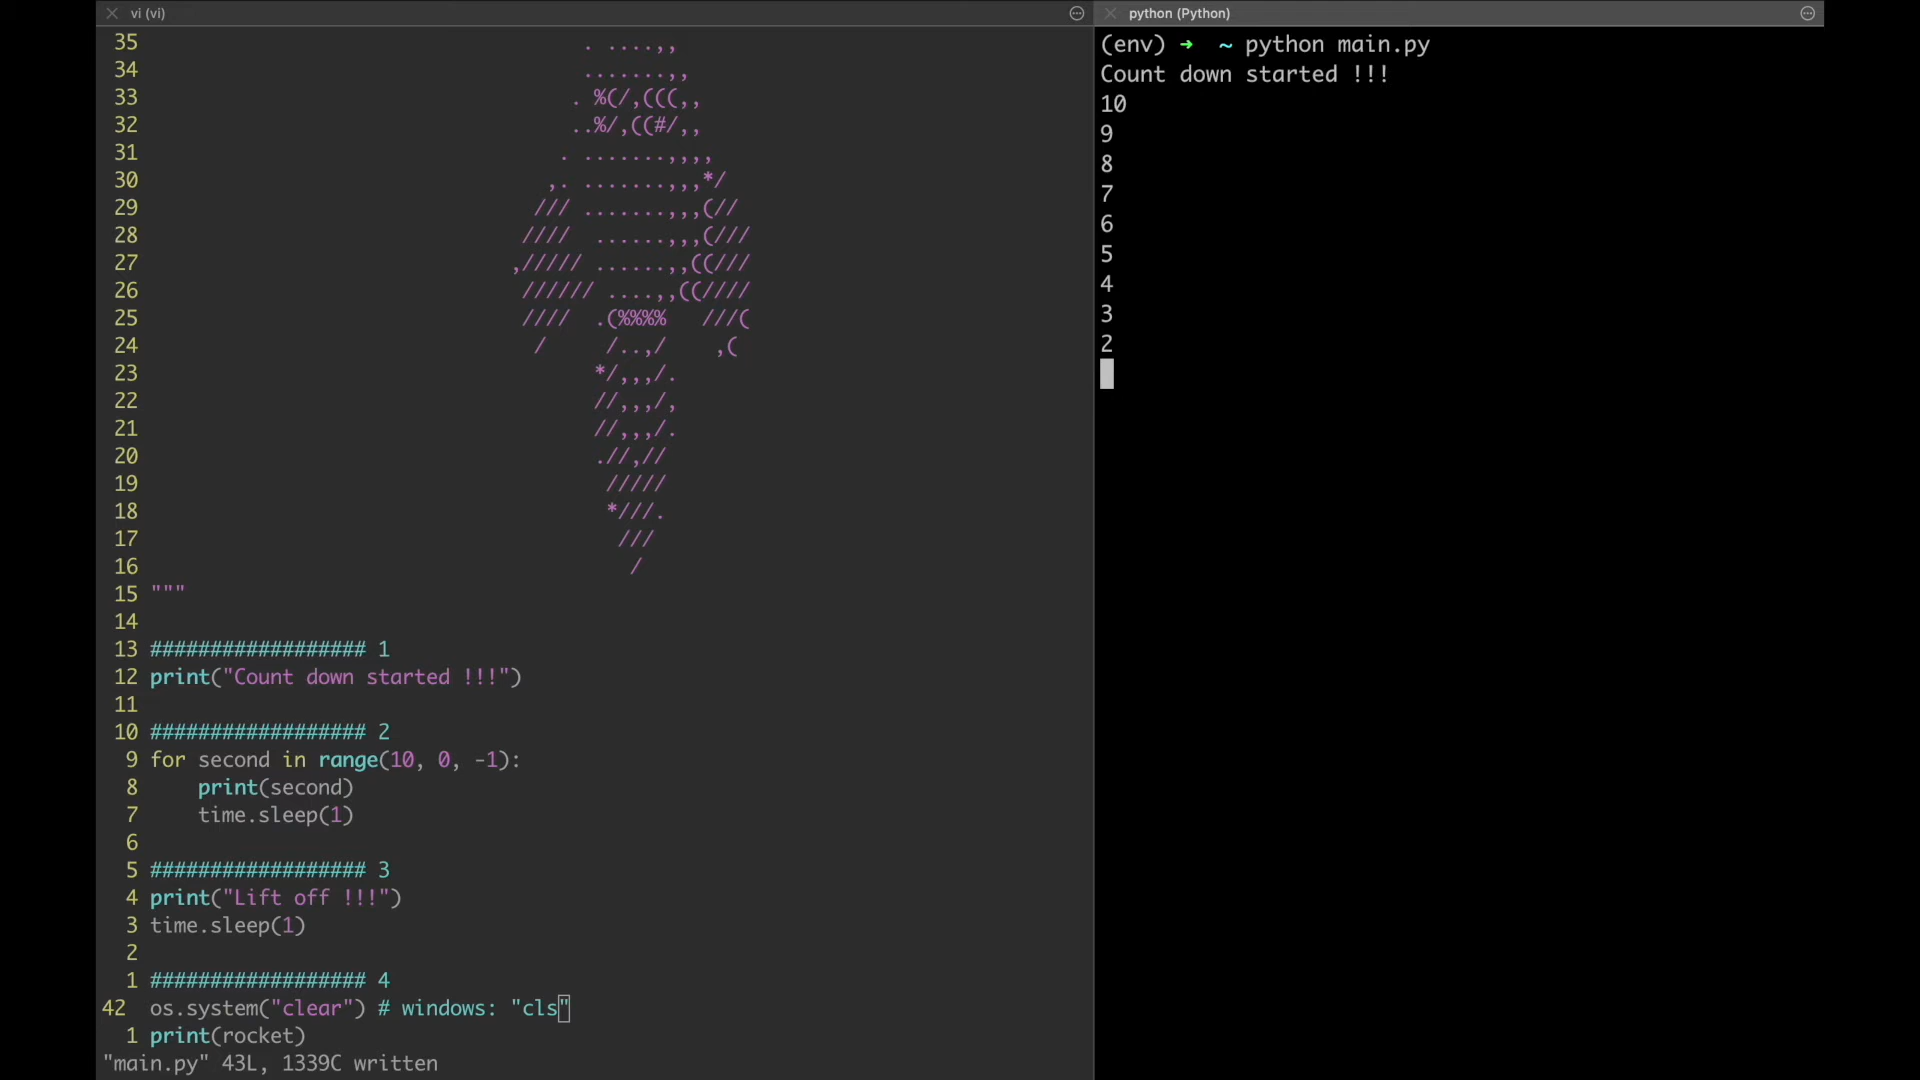 vi (vi)
35 . ....,,
34 .......,,
33 . %(/,(((,,
32 ..%/,((#/,,
31 . .......,,,,
30 ,. .......,,,*/
29 /// .......,,,(//
28 ////  ......,,,(///
27 ,///// ......,,((///
26 ////// ....,,((////
25 ////  .(%%%%   ///(
24 /     /..,/    ,(
23 */,,,/.
22 //,,,/,
21 //,,,/.
20 .//,//
19 /////
18 *///.
17 ///
16 /
15 """
14
13 ################## 1
12 print("Count down started !!!")
11
10 ################## 2
9 for second in range(10, 0, -1):
8     print(second)
7     time.sleep(1)
6
5 ################## 3
4 print("Lift off !!!")
3 time.sleep(1)
2
1 ################## 4
42 os.system("clear") # windows: "cls"
1 print(rocket)
"main.py" 43L, 1339C written
python (Python)
(env) ➜  ~ python main.py
Count down started !!!
10
9
8
7
6
5
4
3
2